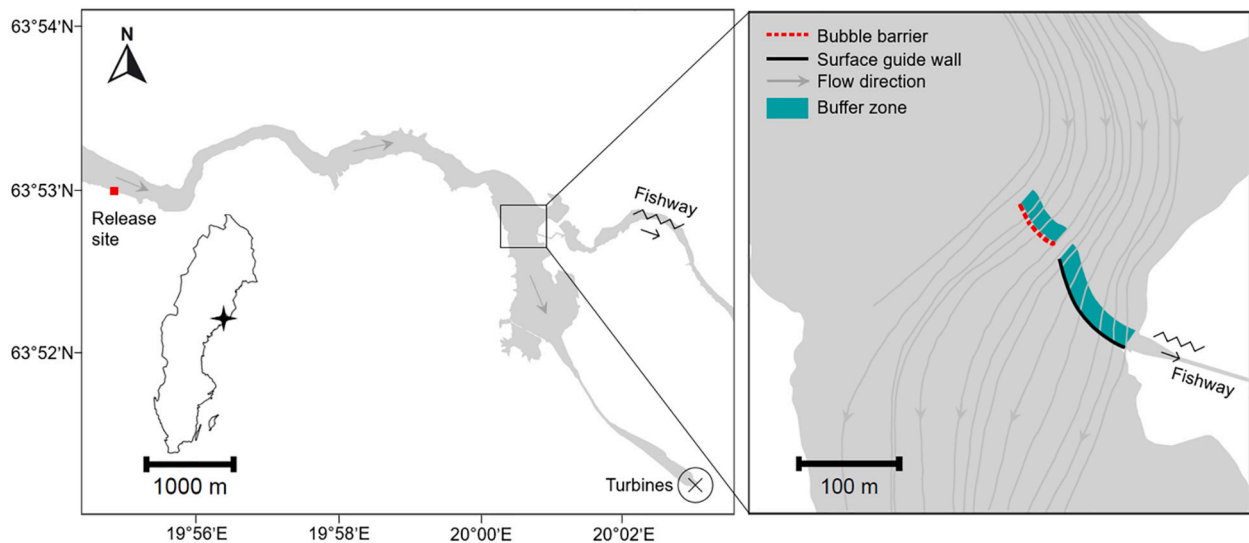 63°54'N
N
63°53'N
Release
site
Fishway
63°52'N
1000 m
Turbines
19°56'E
19°58'E
20°00'E
20°02'E
Bubble barrier
Surface guide wall
Flow direction
Buffer zone
Fishway
100 m